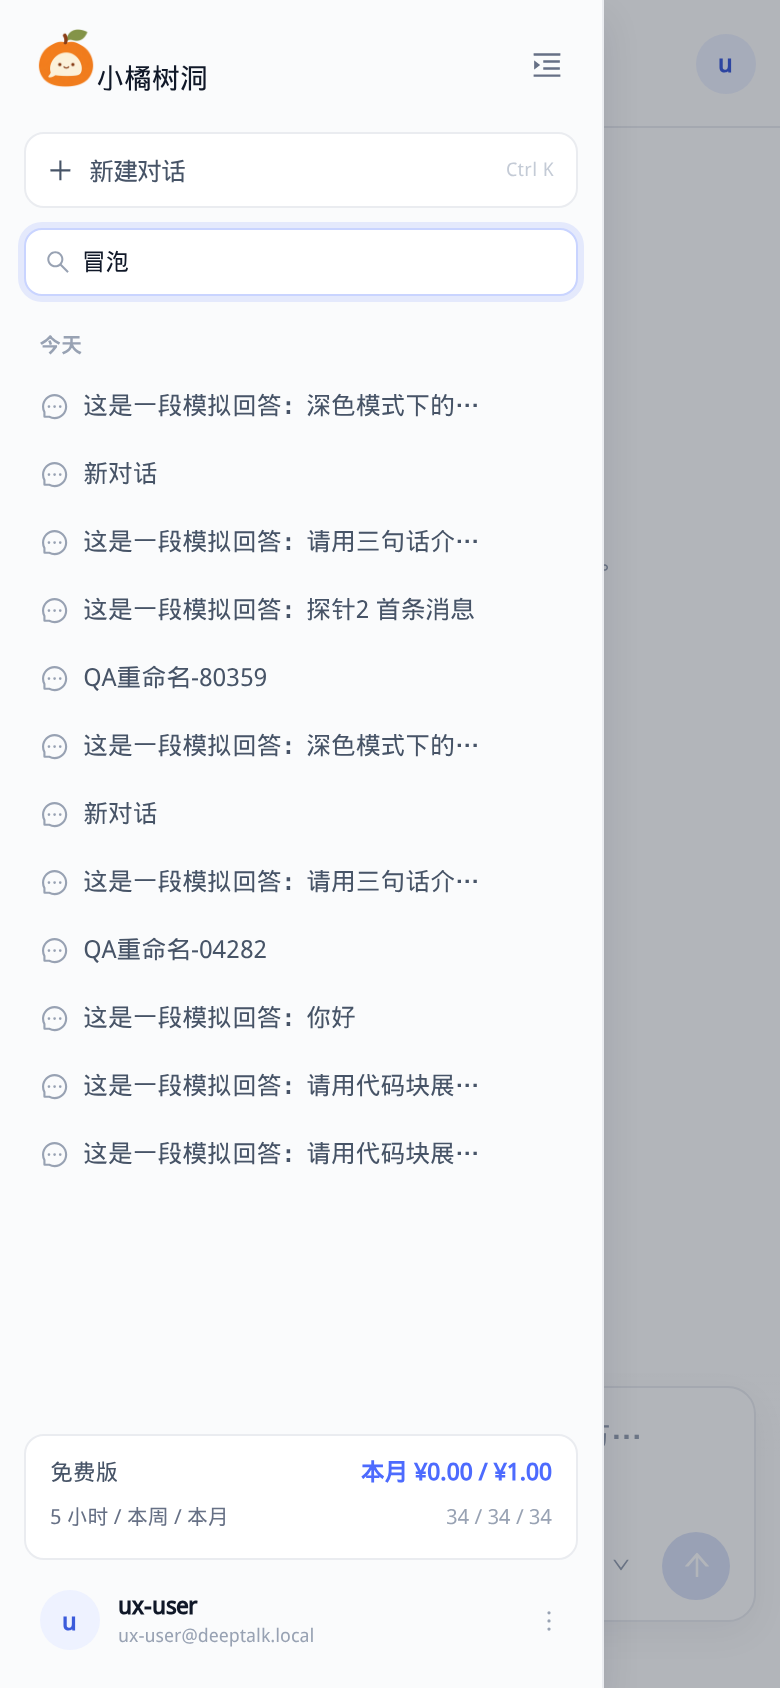 小橘树洞
u
新建对话 Ctrl K
冒泡
今天
这是一段模拟回答：深色模式下的…
新对话
这是一段模拟回答：请用三句话介…
这是一段模拟回答：探针2 首条消息
QA重命名-80359
这是一段模拟回答：深色模式下的…
新对话
这是一段模拟回答：请用三句话介…
QA重命名-04282
这是一段模拟回答：你好
这是一段模拟回答：请用代码块展…
这是一段模拟回答：请用代码块展…
免费版 本月 ¥0.00 / ¥1.00
5 小时 / 本周 / 本月 34 / 34 / 34
u
ux-user
ux-user@deeptalk.local